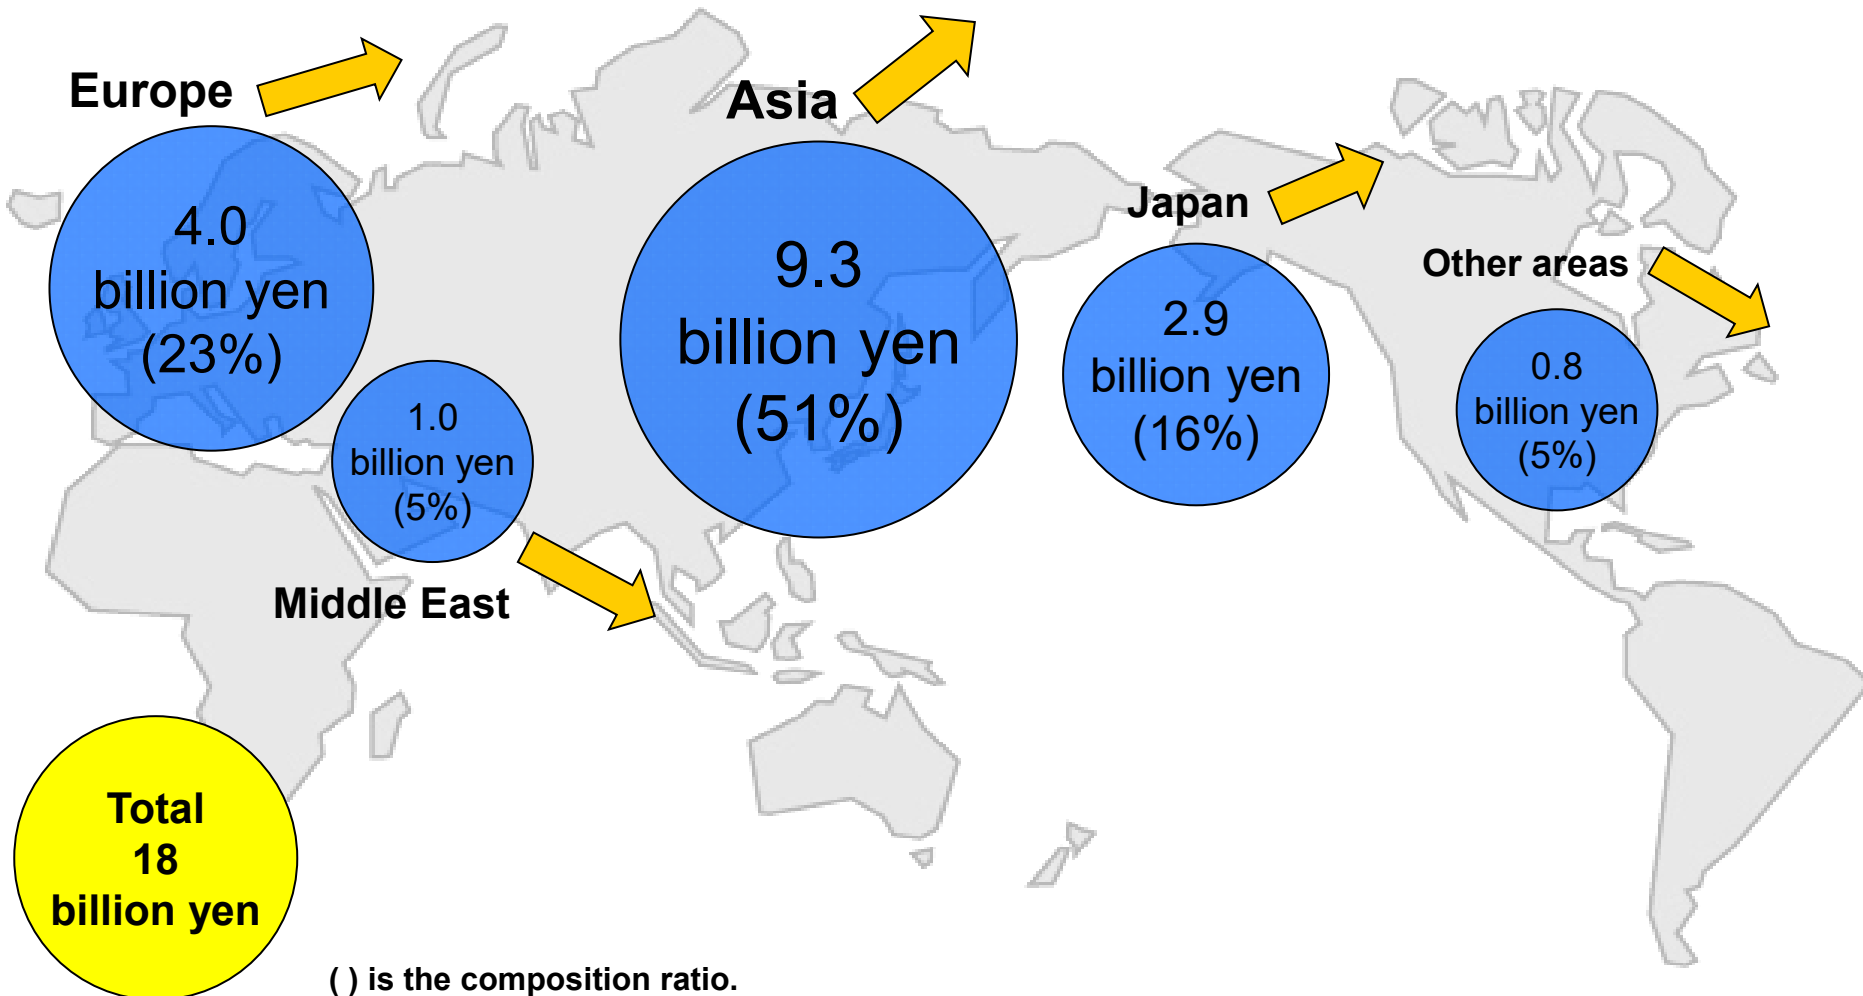 Europe
4.0
billion yen
(23%)
Asia
9.3
billion yen
(51%)
Japan
2.9
billion yen
(16%)
Other areas
0.8
billion yen
(5%)
1.0
billion yen
(5%)
Middle East
Total
18
billion yen
( ) is the composition ratio.